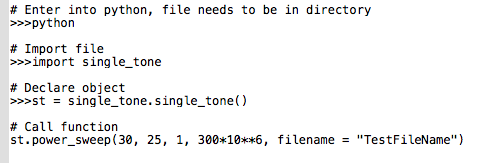 # Enter into python, file needs to be in directory
>>>python
# Import file
>>>import single_tone
# Declare object
>>>st = single_tone.single_tone()
# Call function
st.power_sweep(30, 25, 1, 300*10**6, filename = "TestFileName")